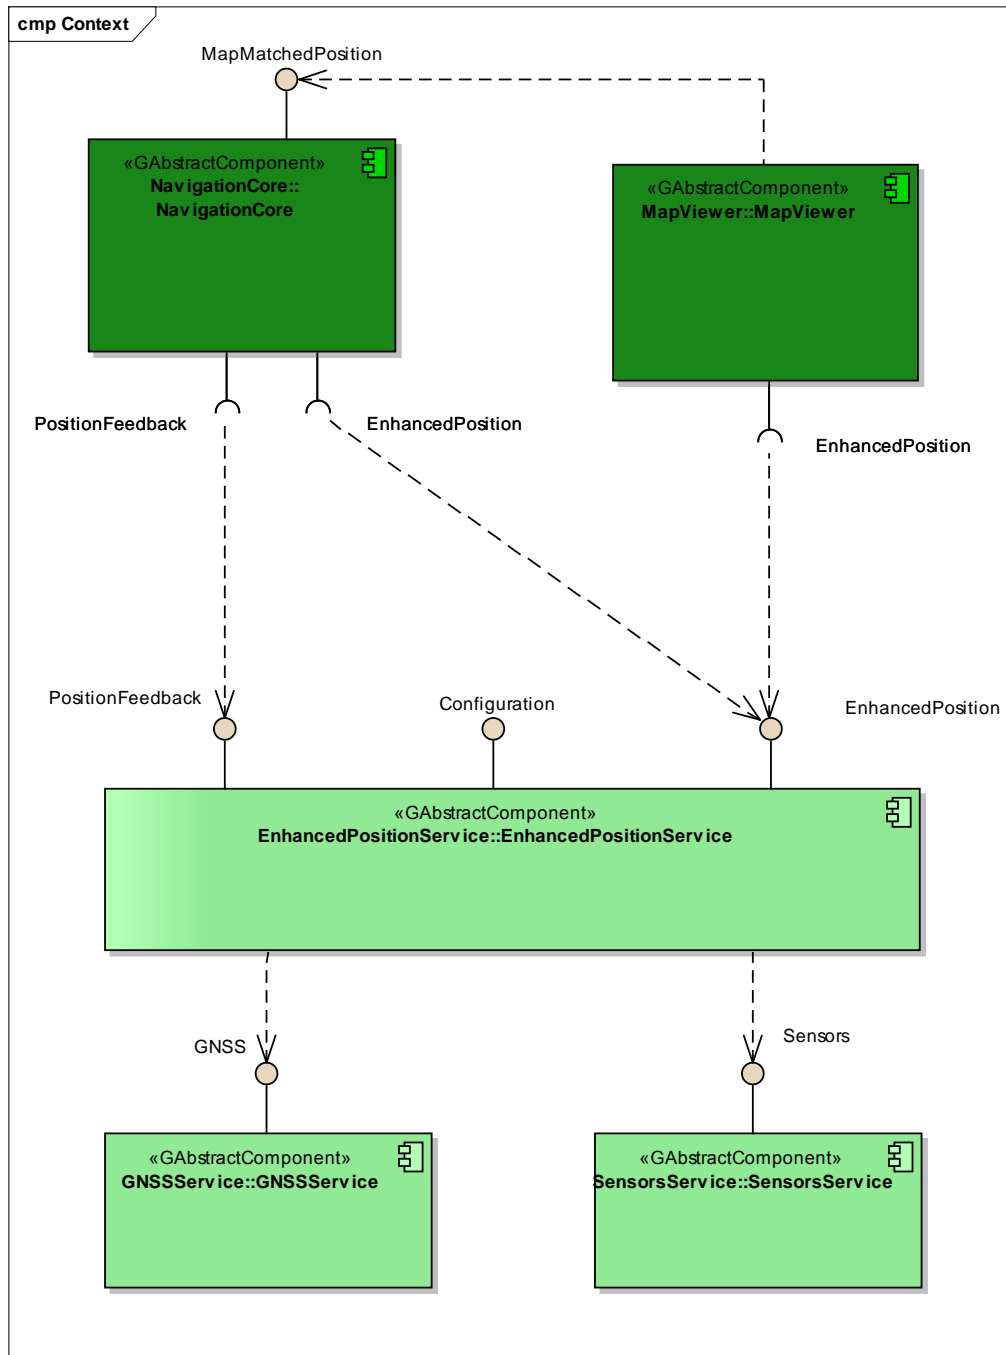 cmp Context
MapMatchedPosition
«GAbstractComponent»
NavigationCore::
NavigationCore
«GAbstractComponent»
MapViewer::MapViewer
PositionFeedback
EnhancedPosition
EnhancedPosition
PositionFeedback
Configuration
EnhancedPosition
«GAbstractComponent»
EnhancedPositionService::EnhancedPositionService
GNSS
Sensors
«GAbstractComponent»
GNSSService::GNSSService
«GAbstractComponent»
SensorsService::SensorsService